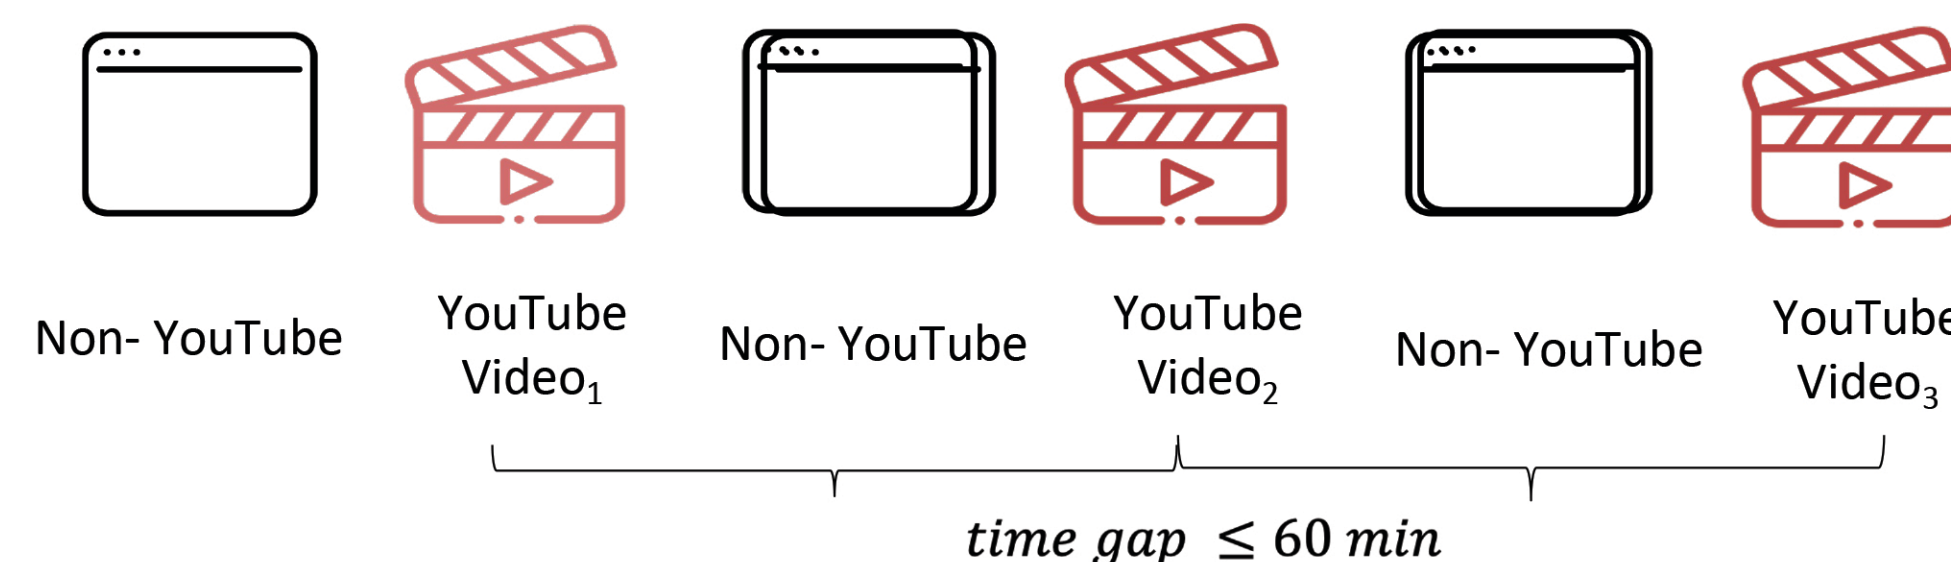 Non- YouTube
YouTube
Video₁
Non- YouTube
YouTube
Video₂
Non- YouTube
YouTube
Video₃
time gap ≤ 60 min